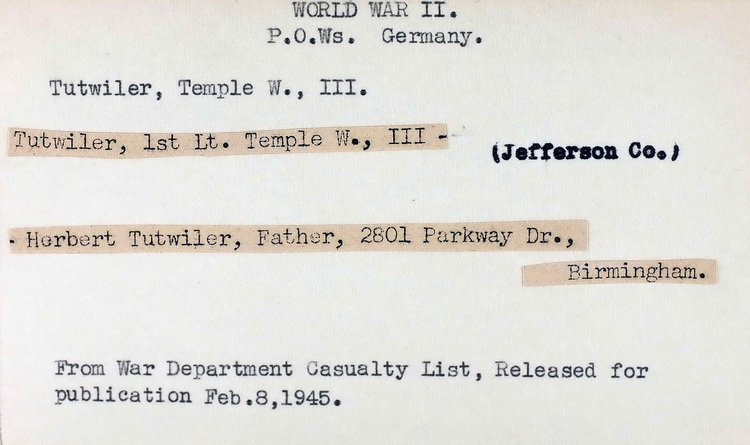 WORLD WAR II.
P.O.Ws. Germany.
Tutwiler, Temple W., III.
Tutwiler, 1st Lt. Temple W., III -
(Jefferson Co.)
- Herbert Tutwiler, Father, 2801 Parkway Dr.,
Birmingham.
From War Department Casualty List, Released for
publication Feb.8,1945.